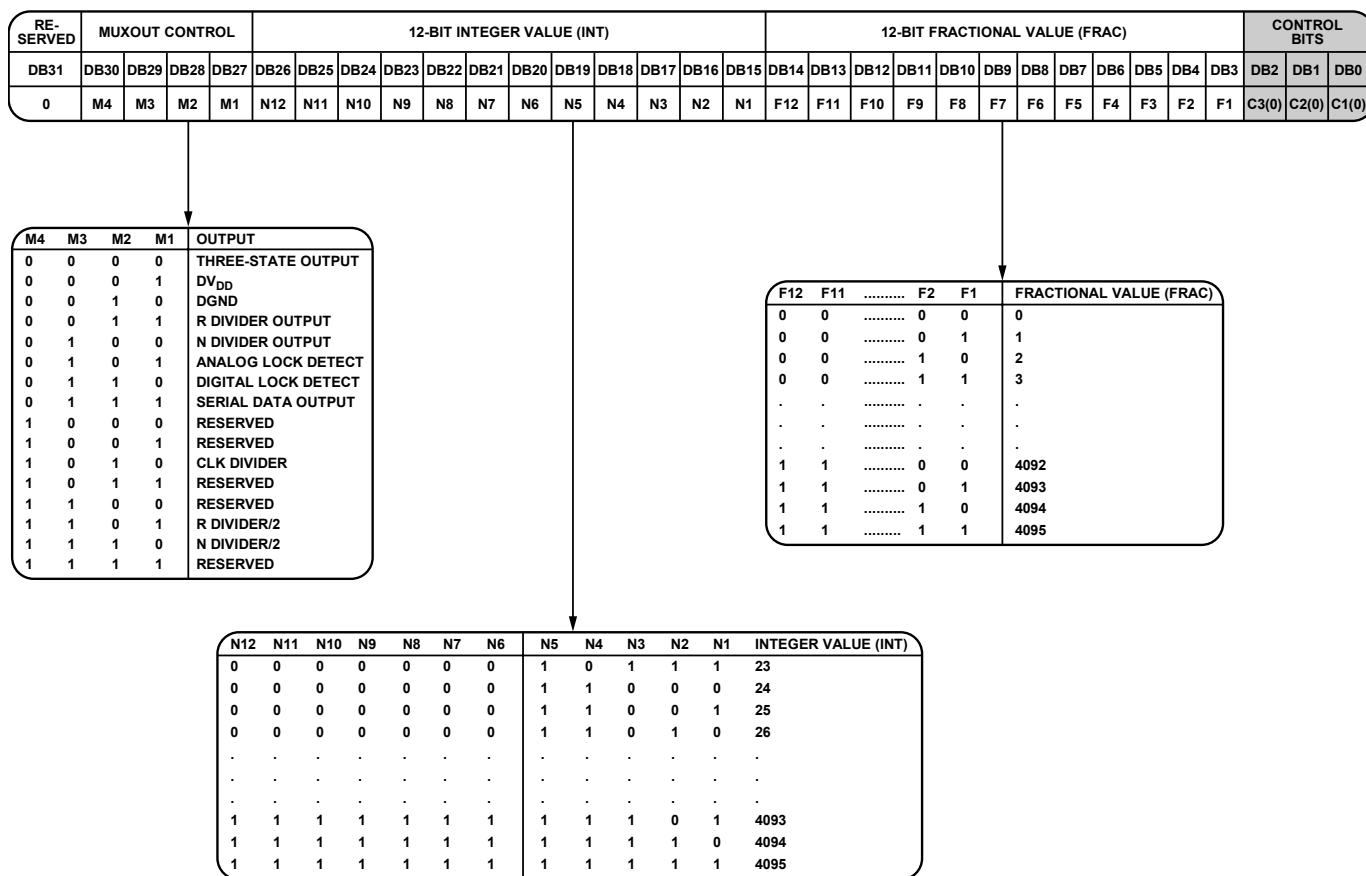 RE-
SERVED MUXOUT CONTROL 12-BIT INTEGER VALUE (INT) 12-BIT FRACTIONAL VALUE (FRAC) CONTROL
BITS
DB31 DB30 DB29 DB28 DB27 DB26 DB25 DB24 DB23 DB22 DB21 DB20 DB19 DB18 DB17 DB16 DB15 DB14 DB13 DB12 DB11 DB10 DB9 DB8 DB7 DB6 DB5 DB4 DB3 DB2 DB1 DB0
0 M4 M3 M2 M1 N12 N11 N10 N9 N8 N7 N6 N5 N4 N3 N2 N1 F12 F11 F10 F9 F8 F7 F6 F5 F4 F3 F2 F1 C3(0) C2(0) C1(0)
M4 M3 M2 M1 OUTPUT
0 0 0 0 THREE-STATE OUTPUT
0 0 0 1 DVDD
0 0 1 0 DGND
0 0 1 1 R DIVIDER OUTPUT
0 1 0 0 N DIVIDER OUTPUT
0 1 0 1 ANALOG LOCK DETECT
0 1 1 0 DIGITAL LOCK DETECT
0 1 1 1 SERIAL DATA OUTPUT
1 0 0 0 RESERVED
1 0 0 1 RESERVED
1 0 1 0 CLK DIVIDER
1 0 1 1 RESERVED
1 1 0 0 RESERVED
1 1 0 1 R DIVIDER/2
1 1 1 0 N DIVIDER/2
1 1 1 1 RESERVED
F12 F11 .......... F2 F1 FRACTIONAL VALUE (FRAC)
0 0 .......... 0 0 0
0 0 .......... 0 1 1
0 0 .......... 1 0 2
0 0 .......... 1 1 3
. . .......... . . .
. . .......... . . .
. . .......... . . .
1 1 .......... 0 0 4092
1 1 .......... 0 1 4093
1 1 .......... 1 0 4094
1 1 ......... 1 1 4095
N12 N11 N10 N9 N8 N7 N6 N5 N4 N3 N2 N1 INTEGER VALUE (INT)
0 0 0 0 0 0 0 1 0 1 1 1 23
0 0 0 0 0 0 0 1 1 0 0 0 24
0 0 0 0 0 0 0 1 1 0 0 1 25
0 0 0 0 0 0 0 1 1 0 1 0 26
. . . . . . . . . . . . .
. . . . . . . . . . . . .
. . . . . . . . . . . . .
1 1 1 1 1 1 1 1 1 1 0 1 4093
1 1 1 1 1 1 1 1 1 1 1 0 4094
1 1 1 1 1 1 1 1 1 1 1 1 4095